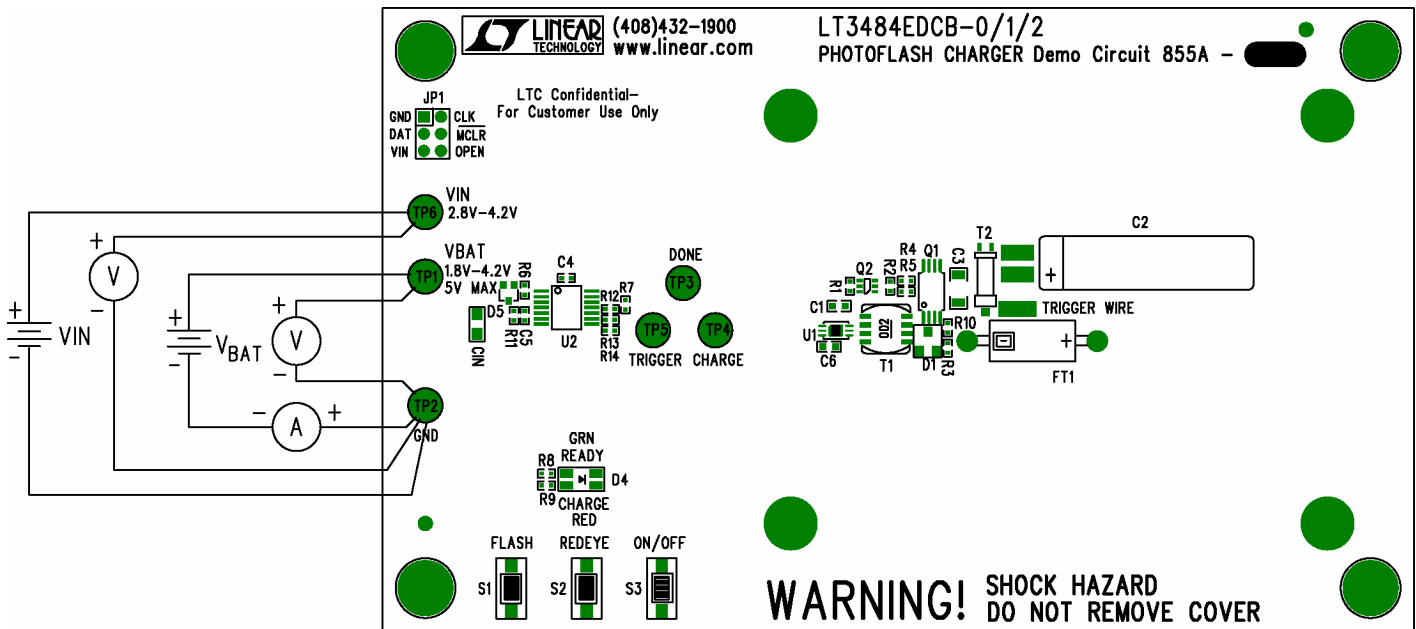 LINEAR TECHNOLOGY
(408)432-1900
www.linear.com
LT3484EDCB-0/1/2
PHOTOFLASH CHARGER Demo Circuit 855A -
LTC Confidential-
For Customer Use Only
JP1
GND CLK
DAT MCLR
VIN OPEN
TP6
VIN
2.8V-4.2V
TP1
VBAT
1.8V-4.2V
5V MAX
+ V -
+ VIN -
+ VBAT -
+ V -
- A +
TP2
GND
R6
D5
CIN
R11
C5
C4
U2
R7
R12
R13
R14
DONE
TP3
TP5
TRIGGER
TP4
CHARGE
R1
Q2
R2
R4
R5
Q1
C3
T2
C2
+
C1
U1
C6
020
T1
D1
R10
R3
TRIGGER WIRE
- +
FT1
GRN
READY
R8
R9
D4
CHARGE
RED
FLASH
REDEYE
ON/OFF
S1
S2
S3
WARNING!
SHOCK HAZARD
DO NOT REMOVE COVER